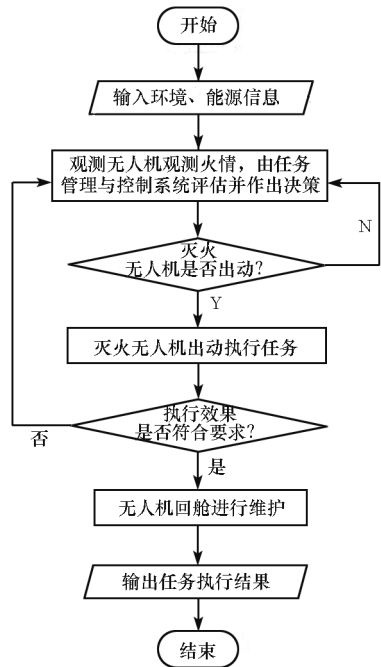 开始
输入环境、能源信息
观测无人机观测火情，由任务
管理与控制系统评估并作出决策
N
灭火
无人机是否出动？
Y
灭火无人机出动执行任务
执行效果
是否符合要求？
否
是
无人机回舱进行维护
输出任务执行结果
结束